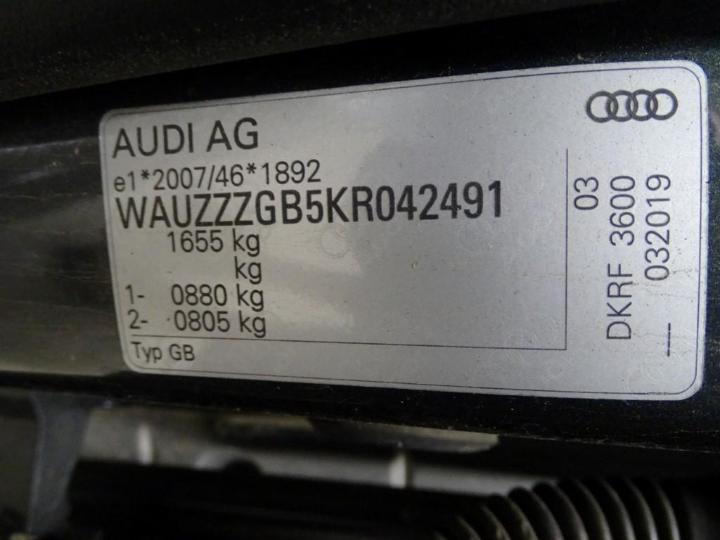 AUDI AG
e1*2007/46*1892
WAUZZZGB5KR042491
1655 kg
kg
1- 0880 kg
2- 0805 kg
Typ GB
03
DKRF 3600
032019
---